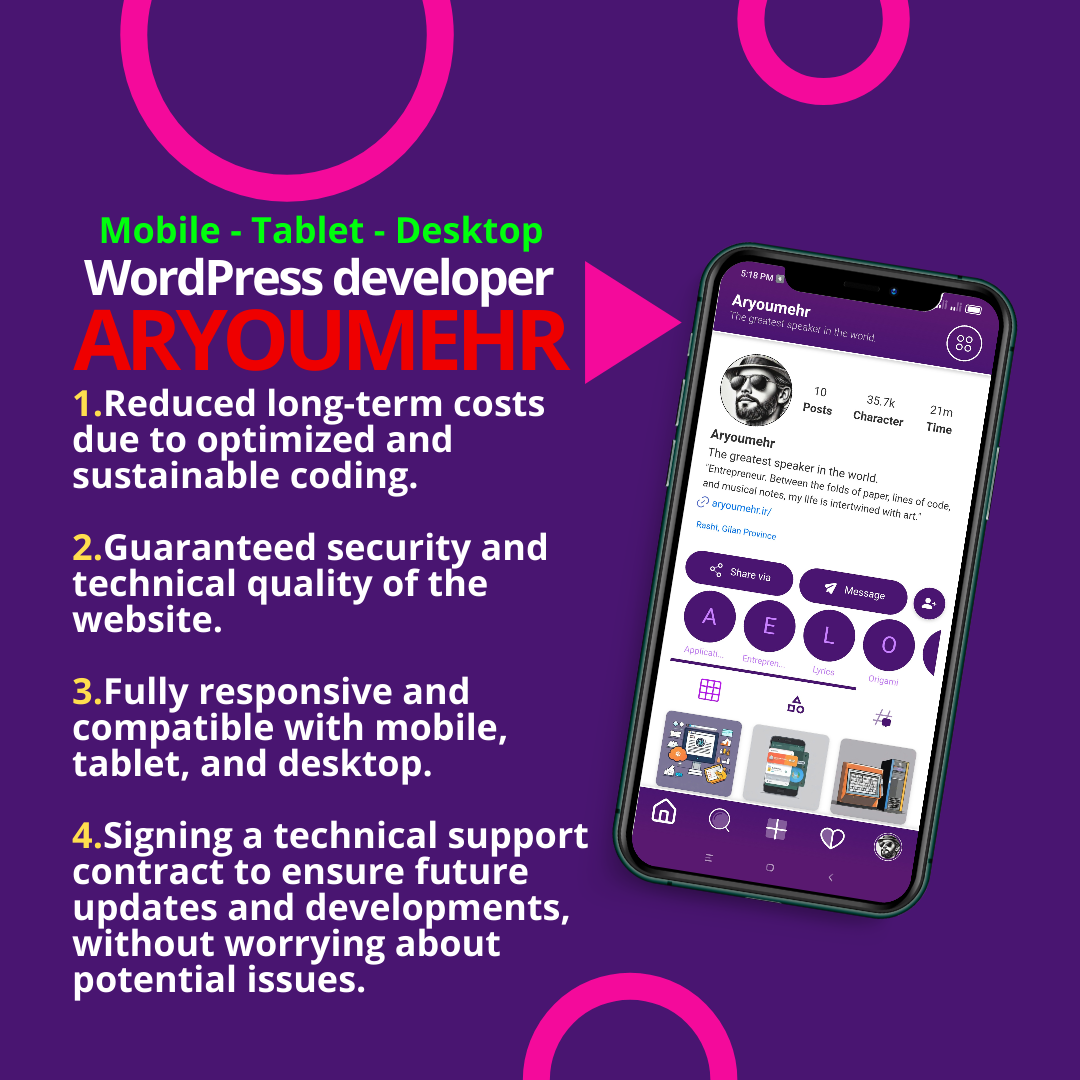 Mobile - Tablet - Desktop
WordPress developer
ARYOUMEHR
1.Reduced long-term costs
due to optimized and
sustainable coding.
2.Guaranteed security and
technical quality of the
website.
3.Fully responsive and
compatible with mobile,
tablet, and desktop.
4.Signing a technical support
contract to ensure future
updates and developments,
without worrying about
potential issues.
5:18 PM
Aryoumehr
The greatest speaker in the world.
10 35.7k 21m
Posts Character Time
Aryoumehr
The greatest speaker in the world.
"Entrepreneur. Between the folds of paper, lines of code,
and musical notes, my life is intertwined with art."
aryoumehr.ir/
Rasht, Gilan Province
Share via Message
A E L O
Applicati... Entrepren... Lyrics Origami